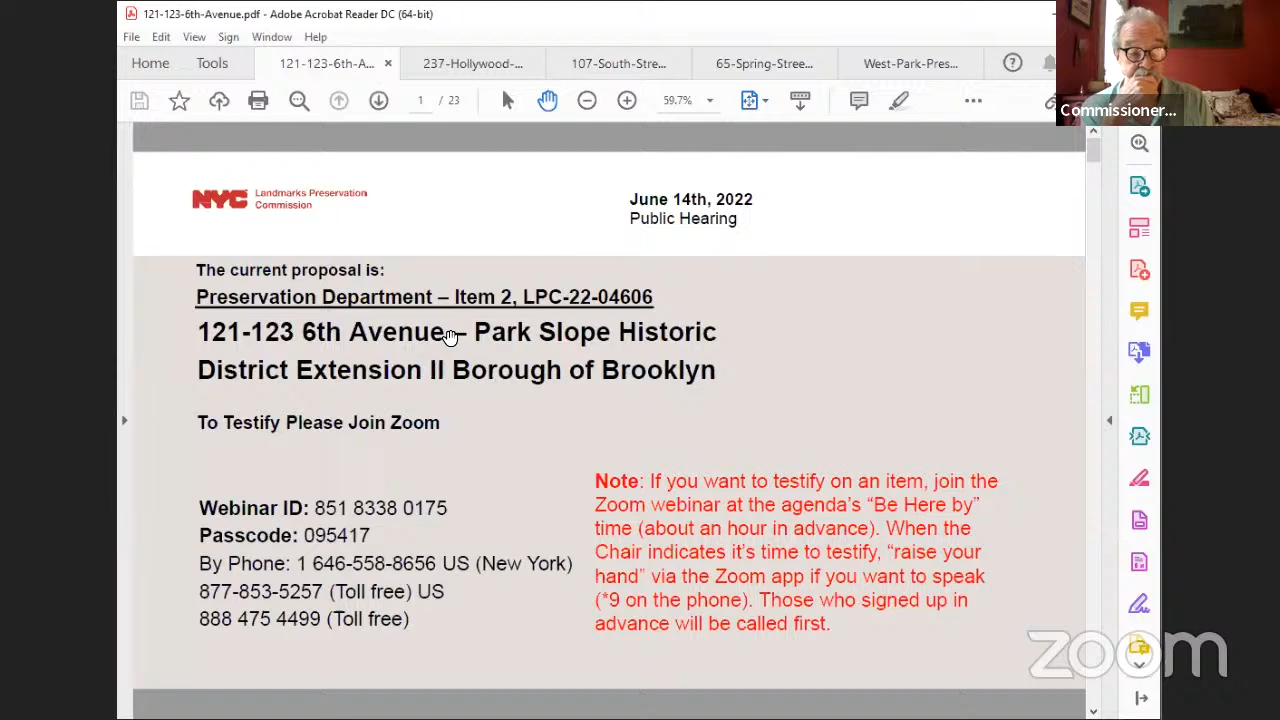 121-123-6th-Avenue.pdf - Adobe Acrobat Reader DC (64-bit)
File Edit View Sign Window Help
Home Tools 121-123-6th-A... × 237-Hollywood-... 107-South-Stre... 65-Spring-Stree... West-Park-Pres...
1 / 23 59.7%
Commissioner...
NYC Landmarks Preservation
Commission
June 14th, 2022
Public Hearing
The current proposal is:
Preservation Department – Item 2, LPC-22-04606
121-123 6th Avenue – Park Slope Historic
District Extension II Borough of Brooklyn
To Testify Please Join Zoom
Webinar ID: 851 8338 0175
Passcode: 095417
By Phone: 1 646-558-8656 US (New York)
877-853-5257 (Toll free) US
888 475 4499 (Toll free)
Note: If you want to testify on an item, join the
Zoom webinar at the agenda’s “Be Here by”
time (about an hour in advance). When the
Chair indicates it’s time to testify, “raise your
hand” via the Zoom app if you want to speak
(*9 on the phone). Those who signed up in
advance will be called first.
zoom